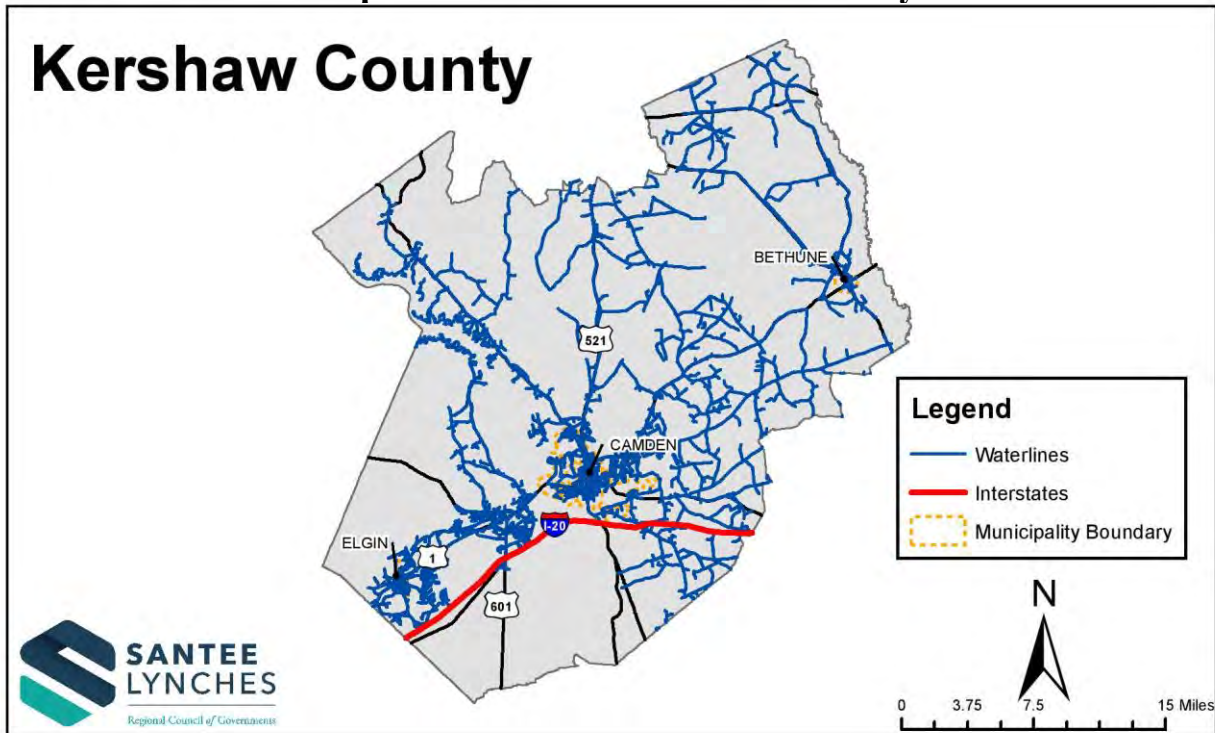 Kershaw County
BETHUNE
521
CAMDEN
I-20
ELGIN
1
601
Legend
Waterlines
Interstates
Municipality Boundary
N
0 3.75 7.5 15 Miles
SANTEE
LYNCHES
Regional Council of Governments